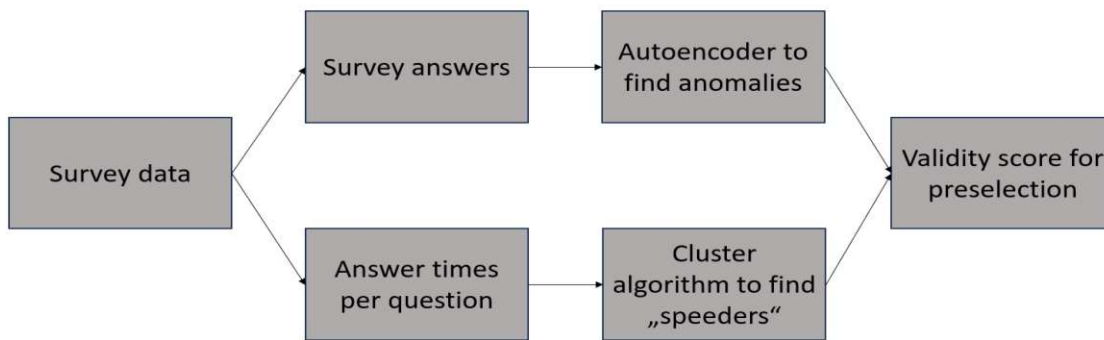 Survey data
Survey answers
Autoencoder to
find anomalies
Answer times
per question
Cluster
algorithm to find
„speeders“
Validity score for
preselection